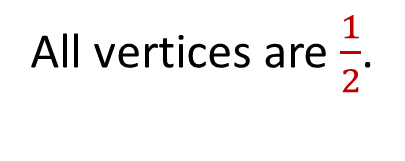 All vertices are 1/2.